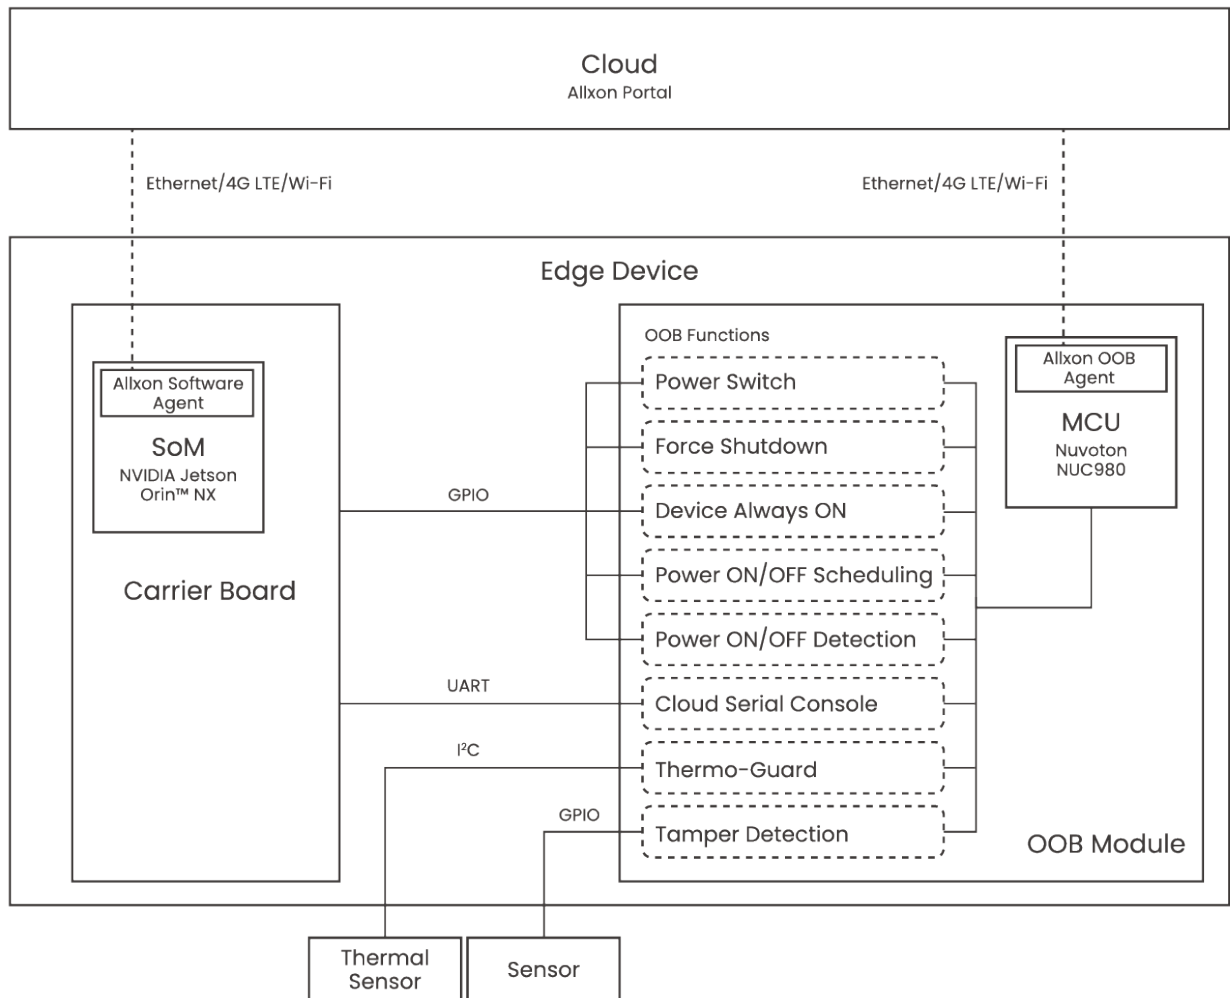 Cloud
Allxon Portal
Ethernet/4G LTE/Wi-Fi
Ethernet/4G LTE/Wi-Fi
Edge Device
Allxon Software
Agent
SoM
NVIDIA Jetson
Orin™ NX
Carrier Board
GPIO
UART
I²C
GPIO
OOB Functions
Power Switch
Force Shutdown
Device Always ON
Power ON/OFF Scheduling
Power ON/OFF Detection
Cloud Serial Console
Thermo-Guard
Tamper Detection
Allxon OOB
Agent
MCU
Nuvoton
NUC980
OOB Module
Thermal
Sensor
Sensor